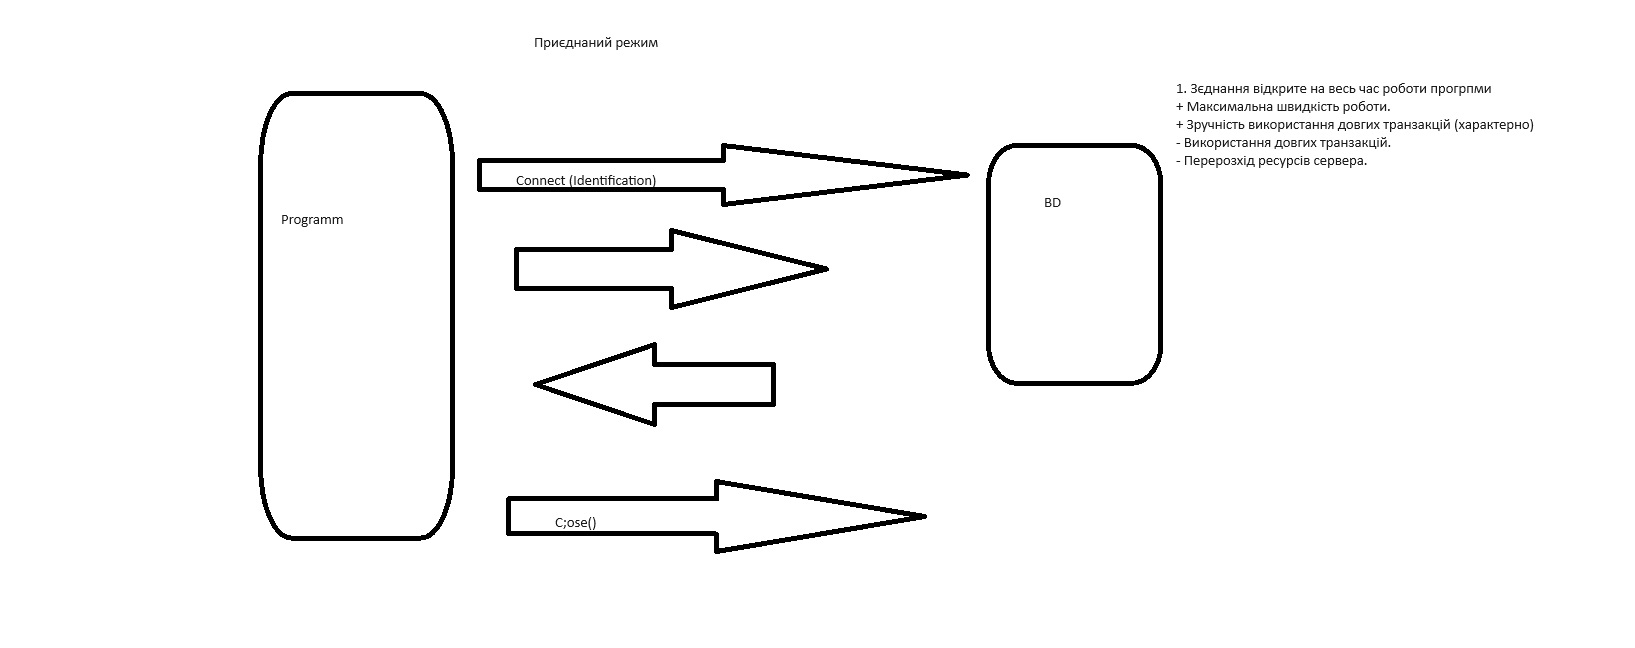 Приєднаний режим
1. Зєднання відкрите на весь час роботи прогрпми
+ Максимальна швидкість роботи.
+ Зручність використання довгих транзакцій (характерно)
- Використання довгих транзакцій.
- Перерозхід ресурсів сервера.
Connect (Identification)
BD
Programm
C;ose()